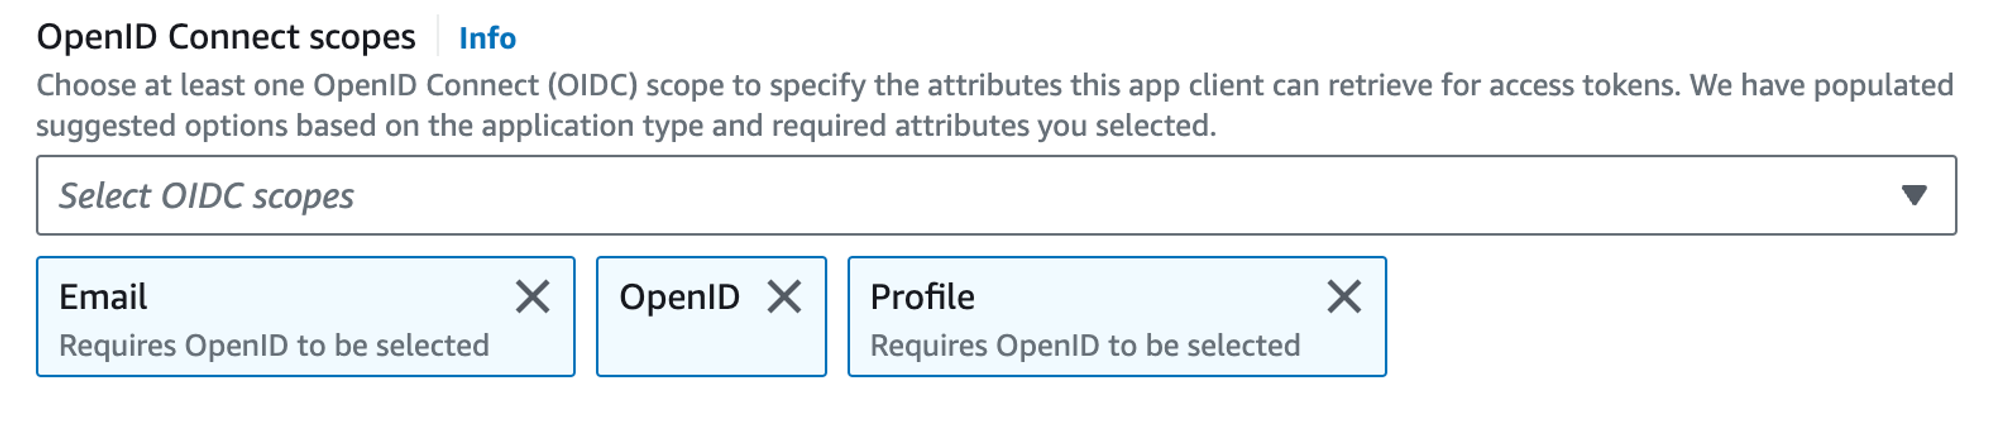 OpenID Connect scopes Info
Choose at least one OpenID Connect (OIDC) scope to specify the attributes this app client can retrieve for access tokens. We have populated
suggested options based on the application type and required attributes you selected.
Select OIDC scopes
Email
Requires OpenID to be selected
OpenID
Profile
Requires OpenID to be selected